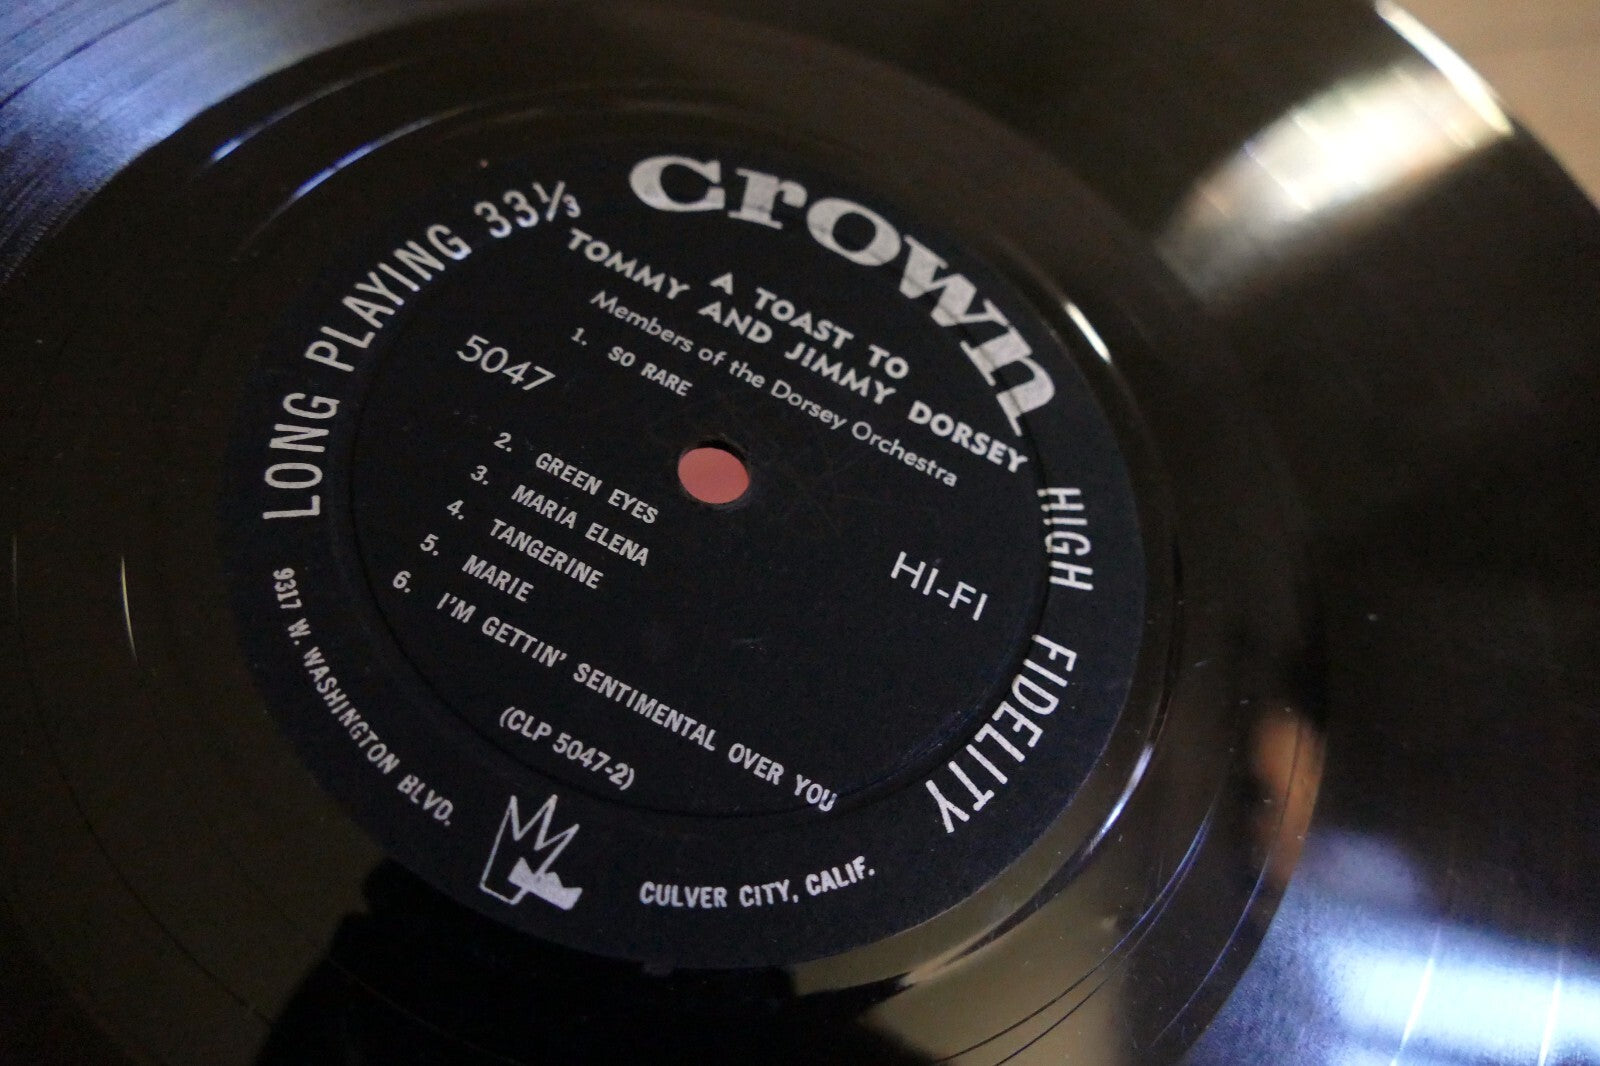 crown
LONG PLAYING 33⅓
A TOAST TO
TOMMY AND JIMMY DORSEY
Members of the Dorsey Orchestra
1. SO RARE
5047
2. GREEN EYES
3. MARIA ELENA
4. TANGERINE
5. MARIE
6. I'M GETTIN' SENTIMENTAL OVER YOU
HI-FI
HIGH FIDELITY
(CLP 5047-2)
9317 W. WASHINGTON BLVD.
CULVER CITY, CALIF.